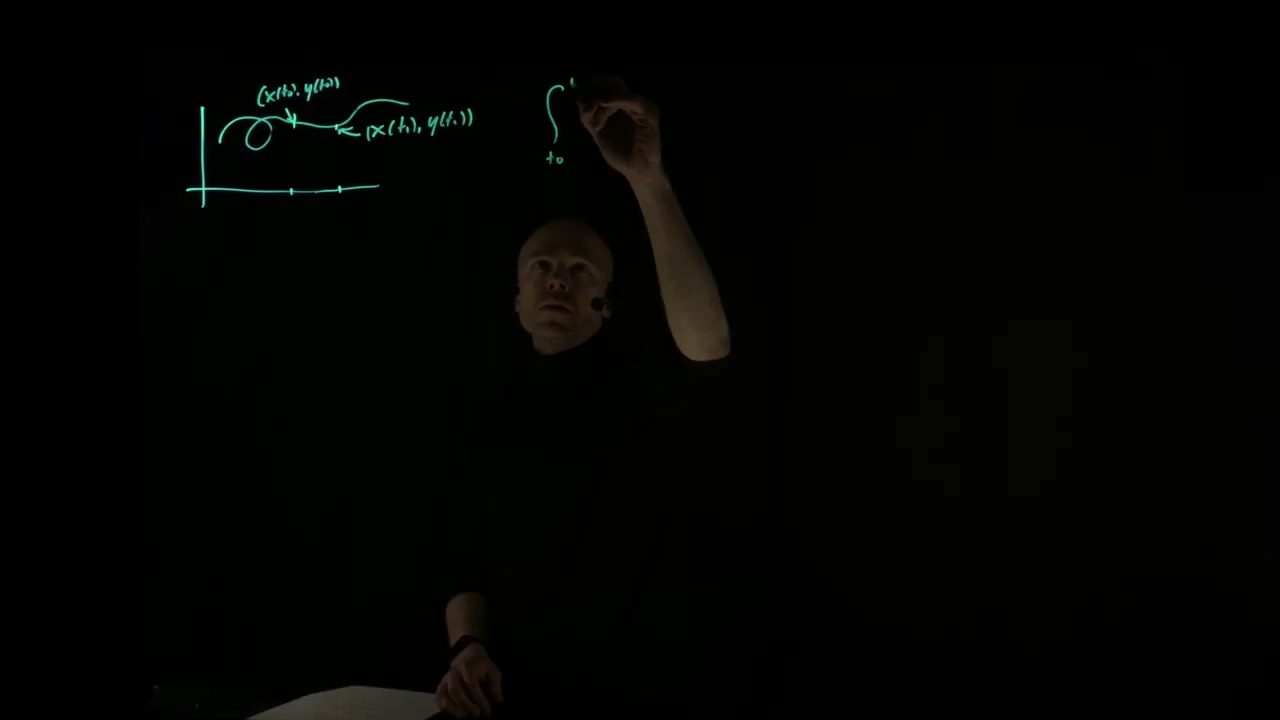 (x(t₀), y(t₀))
(x(t₁), y(t₁))
∫
t₀